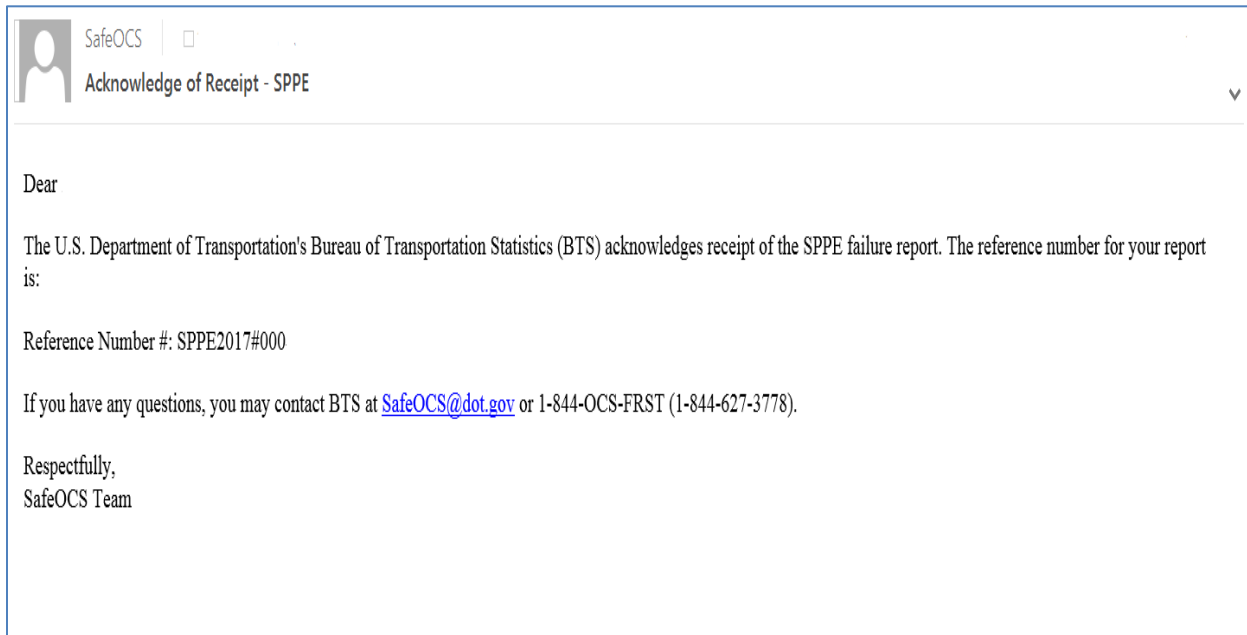 SafeOCS
Acknowledge of Receipt - SPPE
Dear
The U.S. Department of Transportation's Bureau of Transportation Statistics (BTS) acknowledges receipt of the SPPE failure report. The reference number for your report
is:
Reference Number #: SPPE2017#000
If you have any questions, you may contact BTS at SafeOCS@dot.gov or 1-844-OCS-FRST (1-844-627-3778).
Respectfully,
SafeOCS Team